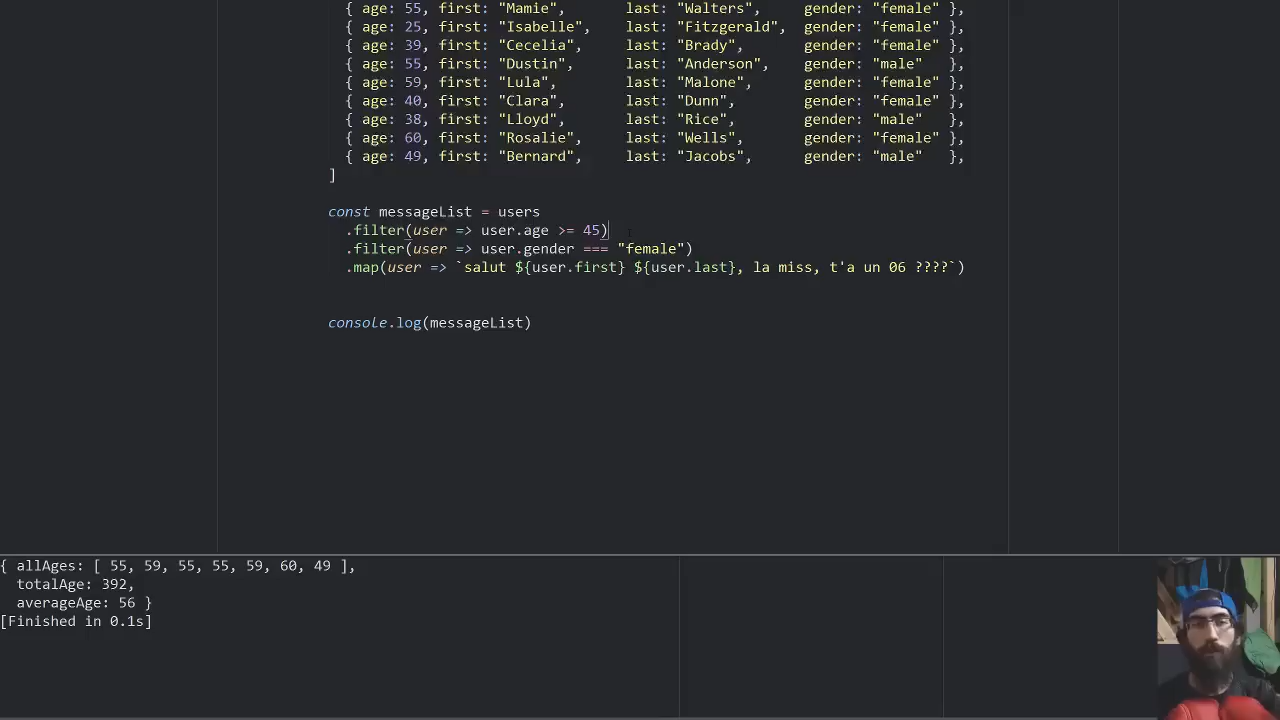 { age: 55, first: "Mamie", last: "Walters", gender: "female" },
{ age: 25, first: "Isabelle", last: "Fitzgerald", gender: "female" },
{ age: 39, first: "Cecelia", last: "Brady", gender: "female" },
{ age: 55, first: "Dustin", last: "Anderson", gender: "male" },
{ age: 59, first: "Lula", last: "Malone", gender: "female" },
{ age: 40, first: "Clara", last: "Dunn", gender: "female" },
{ age: 38, first: "Lloyd", last: "Rice", gender: "male" },
{ age: 60, first: "Rosalie", last: "Wells", gender: "female" },
{ age: 49, first: "Bernard", last: "Jacobs", gender: "male" },
]
const messageList = users
.filter(user => user.age >= 45)
.filter(user => user.gender === "female")
.map(user => `salut ${user.first} ${user.last}, la miss, t'a un 06 ????`)
console.log(messageList)
{ allAges: [ 55, 59, 55, 55, 59, 60, 49 ],
totalAge: 392,
averageAge: 56 }
[Finished in 0.1s]